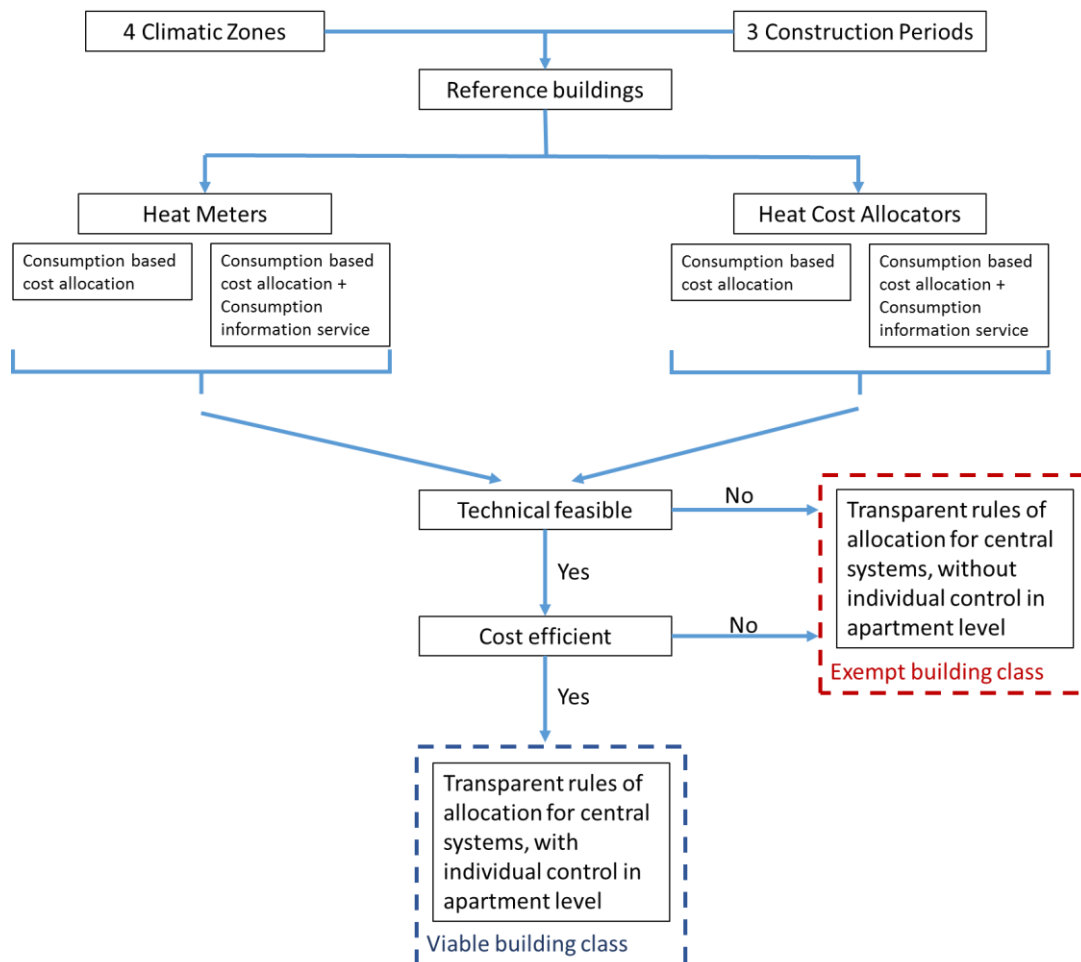 4 Climatic Zones
3 Construction Periods
Reference buildings
Heat Meters
Heat Cost Allocators
Consumption based
cost allocation
Consumption based
cost allocation +
Consumption
information service
Consumption based
cost allocation
Consumption based
cost allocation +
Consumption
information service
Technical feasible
No
Transparent rules of
allocation for central
systems, without
individual control in
apartment level
Exempt building class
Yes
Cost efficient
No
Yes
Transparent rules of
allocation for central
systems, with
individual control in
apartment level
Viable building class